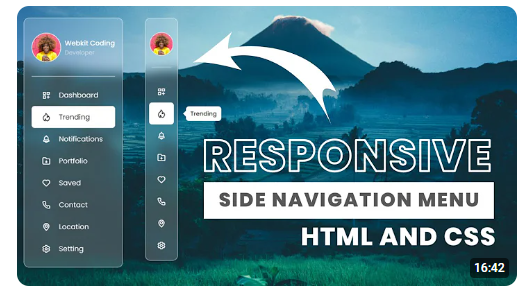 Webkit Coding
Developer
Dashboard
Trending
Notifications
Portfolio
Saved
Contact
Location
Setting
Trending
RESPONSIVE
SIDE NAVIGATION MENU
HTML AND CSS
16:42